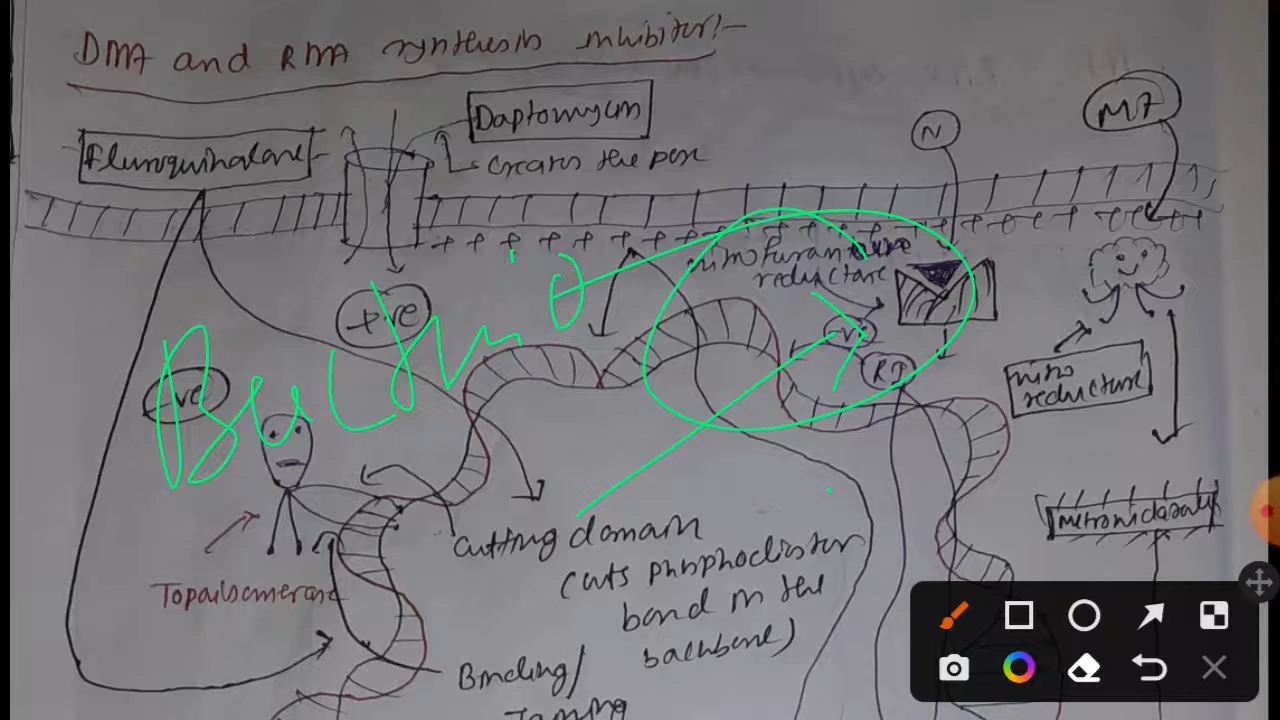 DNA and RNA synthesis inhibitor:-
Daptomycin
Fluroquinolone
creates the pore
N
MZ
nitrofurantoine
reductase
+ve
-ve
-ve
RP
nitro
reductase
metronidazole
cutting domain
(cuts phosphodiester
bond in the
backbone)
Topoisomerase
Binding/